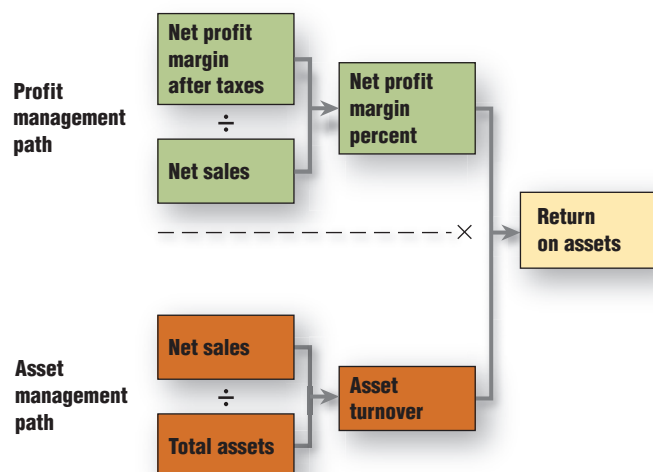 Profit
management
path
Net profit
margin
after taxes
÷
Net sales
Net profit
margin
percent
×
Return
on assets
Asset
management
path
Net sales
÷
Total assets
Asset
turnover